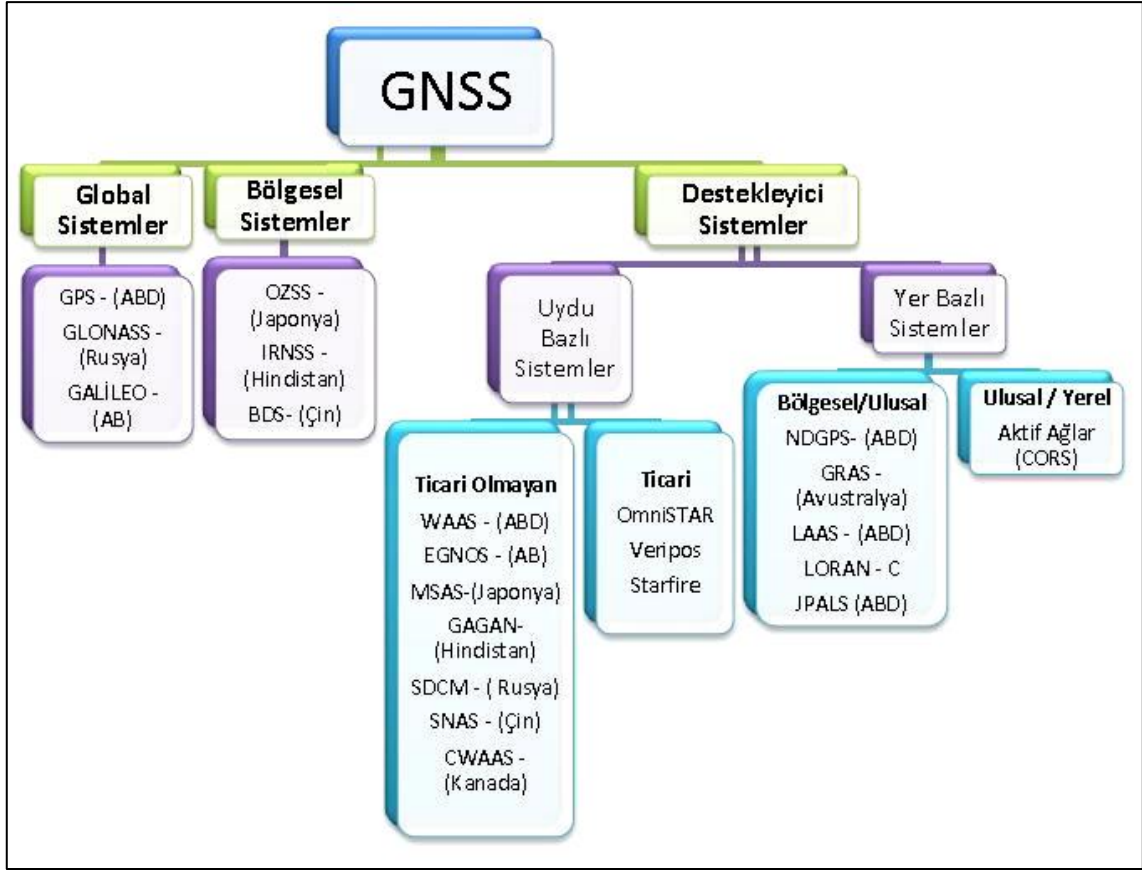 GNSS
Global
Sistemler
GPS - (ABD)
GLONASS -
(Rusya)
GALİLEO -
(AB)
Bölgesel
Sistemler
OZSS -
(Japonya)
IRNSS -
(Hindistan)
BDS- (Çin)
Destekleyici
Sistemler
Uydu
Bazlı
Sistemler
Ticari Olmayan
WAAS - (ABD)
EGNOS - (AB)
MSAS-(Japonya)
GAGAN-
(Hindistan)
SDCM - ( Rusya)
SNAS - (Çin)
CWAAS -
(Kanada)
Ticari
OmniSTAR
Veripos
Starfire
Yer Bazlı
Sistemler
Bölgesel/Ulusal
NDGPS- (ABD)
GRAS -
(Avustralya)
LAAS - (ABD)
LORAN - C
JPALS (ABD)
Ulusal / Yerel
Aktif Ağlar
(CORS)